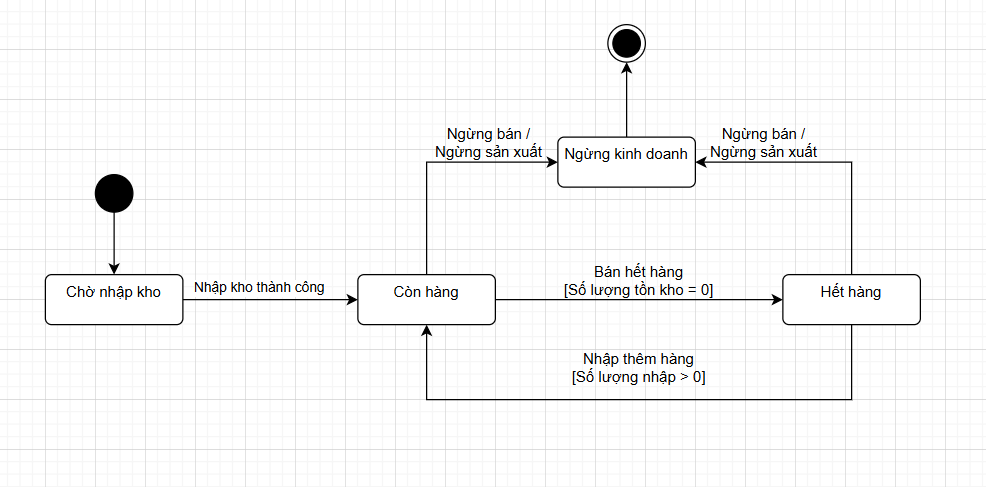 Ngừng bán /
Ngừng sản xuất
Ngừng kinh doanh
Ngừng bán /
Ngừng sản xuất
Chờ nhập kho
Nhập kho thành công
Còn hàng
Bán hết hàng
[Số lượng tồn kho = 0]
Hết hàng
Nhập thêm hàng
[Số lượng nhập > 0]